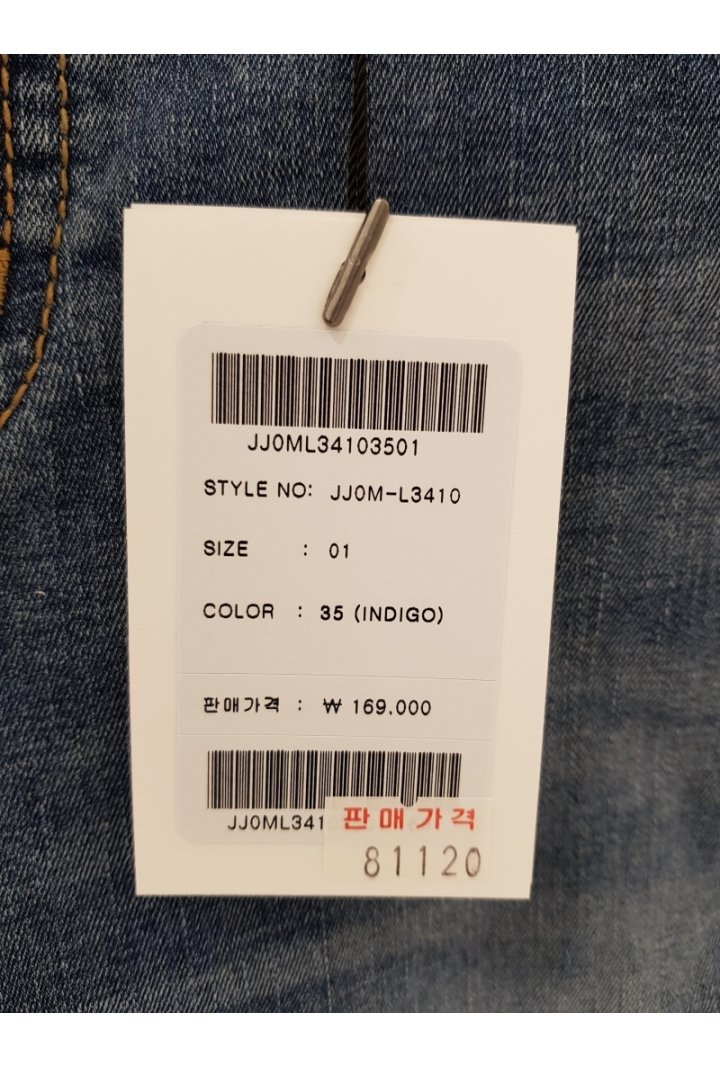 JJ0ML34103501
STYLE NO: JJ0M-L3410
SIZE : 01
COLOR : 35 (INDIGO)
판매가격 : ₩ 169.000
JJ0ML341
판매가격
81120